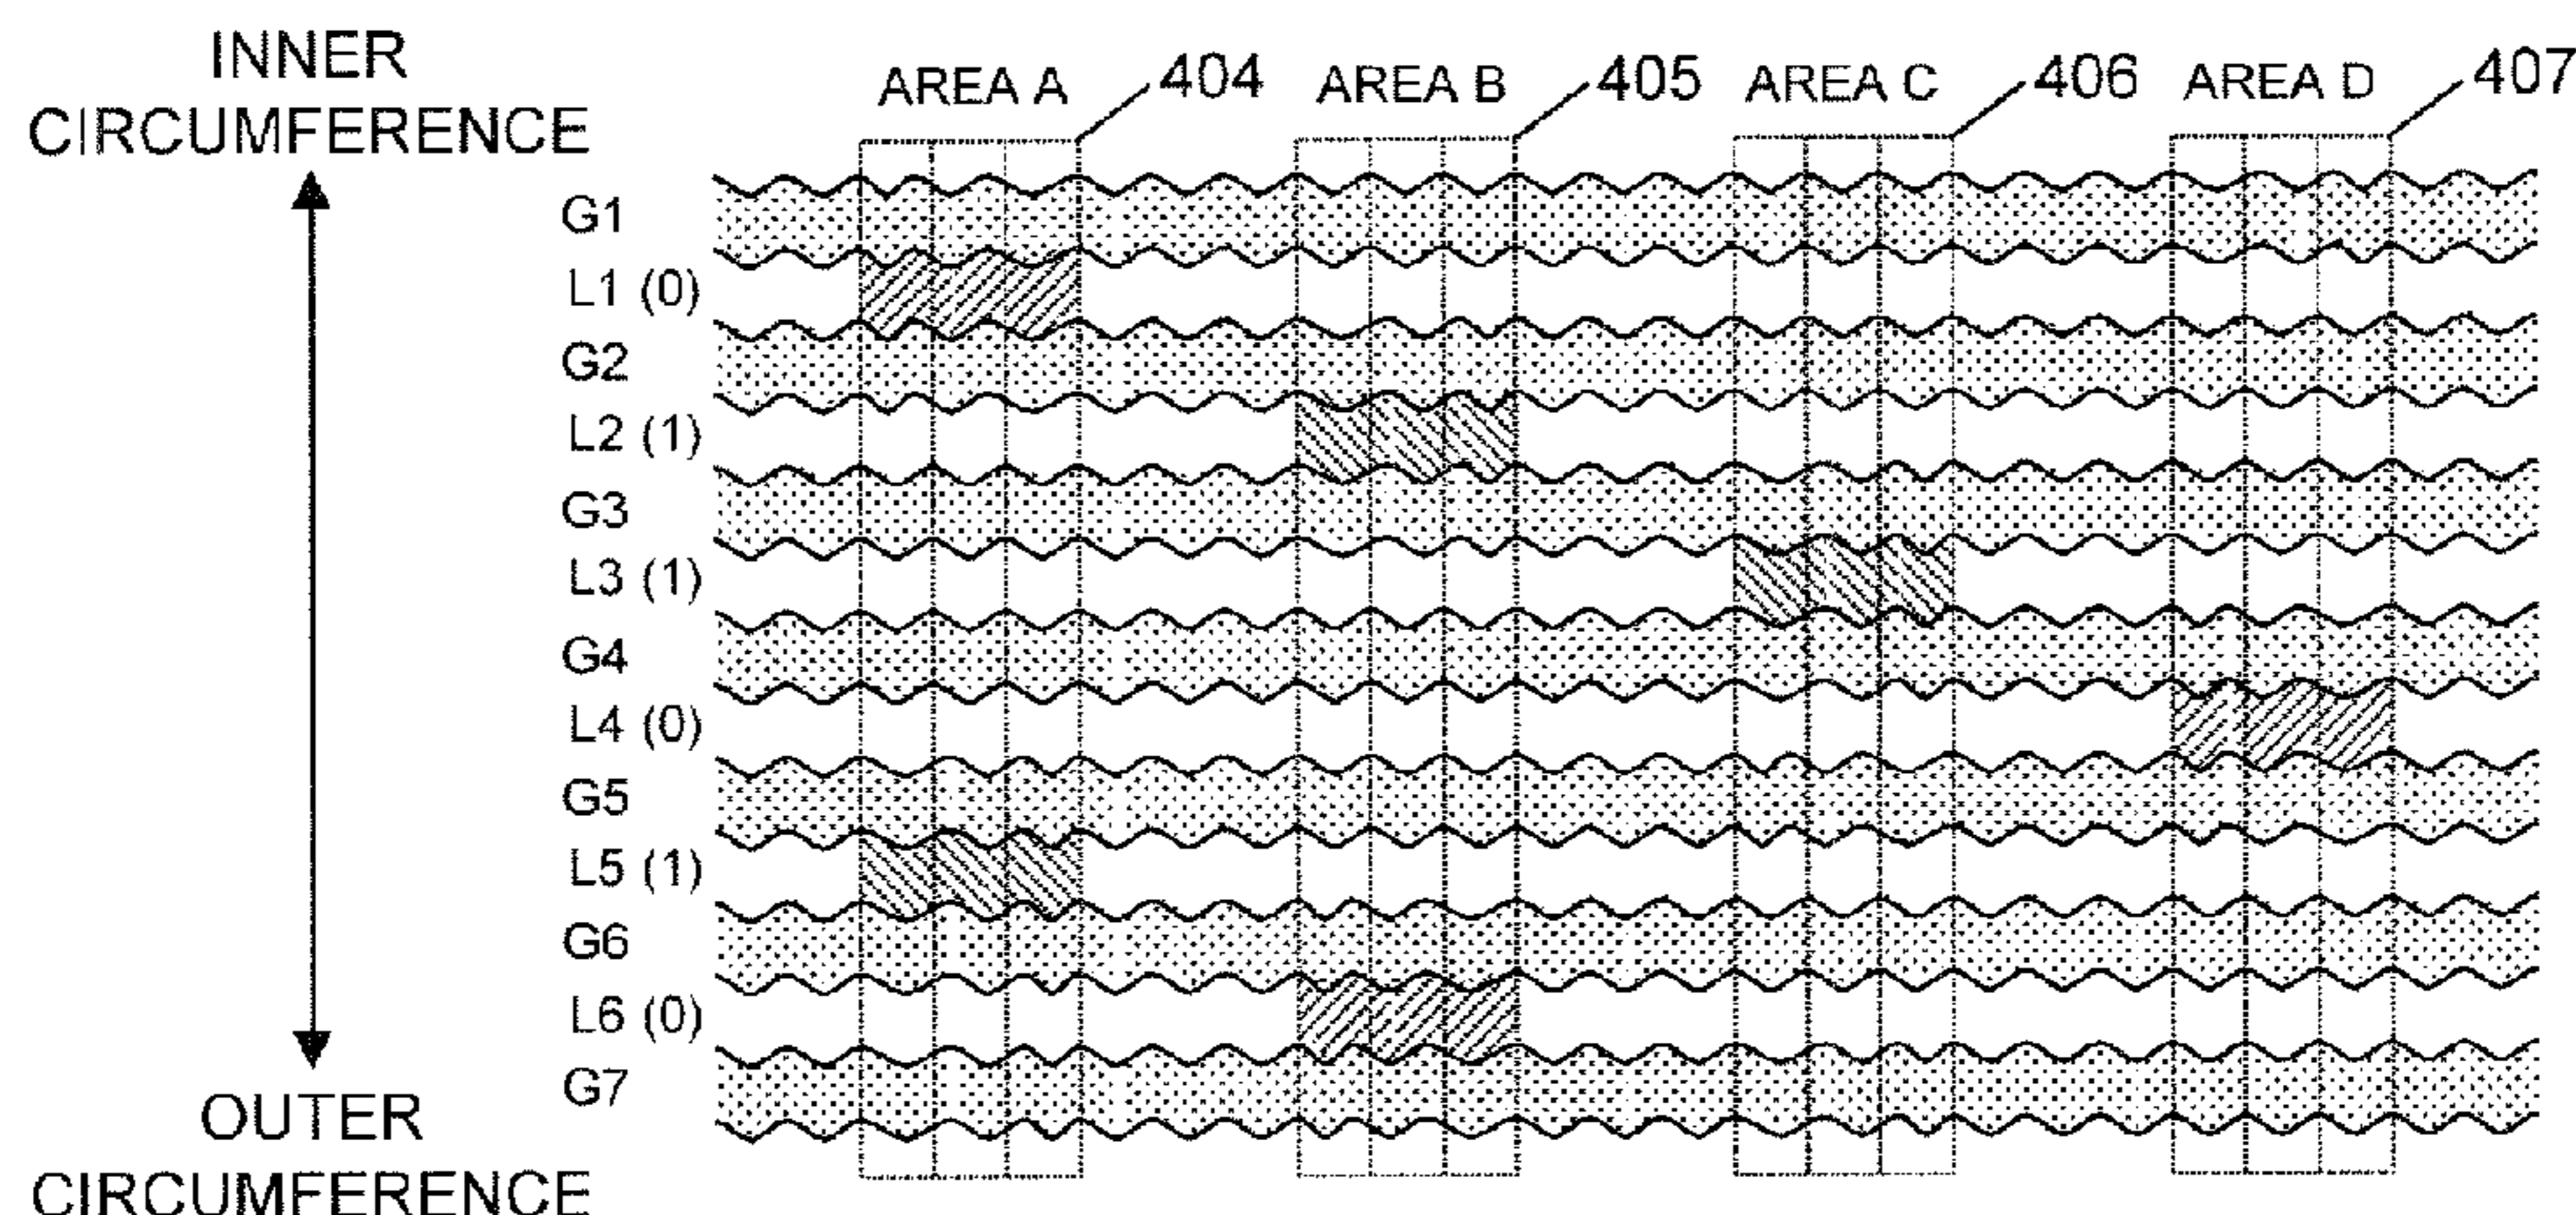 INNER
CIRCUMFERENCE
AREA A
404
AREA B
405
AREA C
406
AREA D
407
G1
L1 (0)
G2
L2 (1)
G3
L3 (1)
G4
L4 (0)
G5
L5 (1)
G6
L6 (0)
G7
OUTER
CIRCUMFERENCE